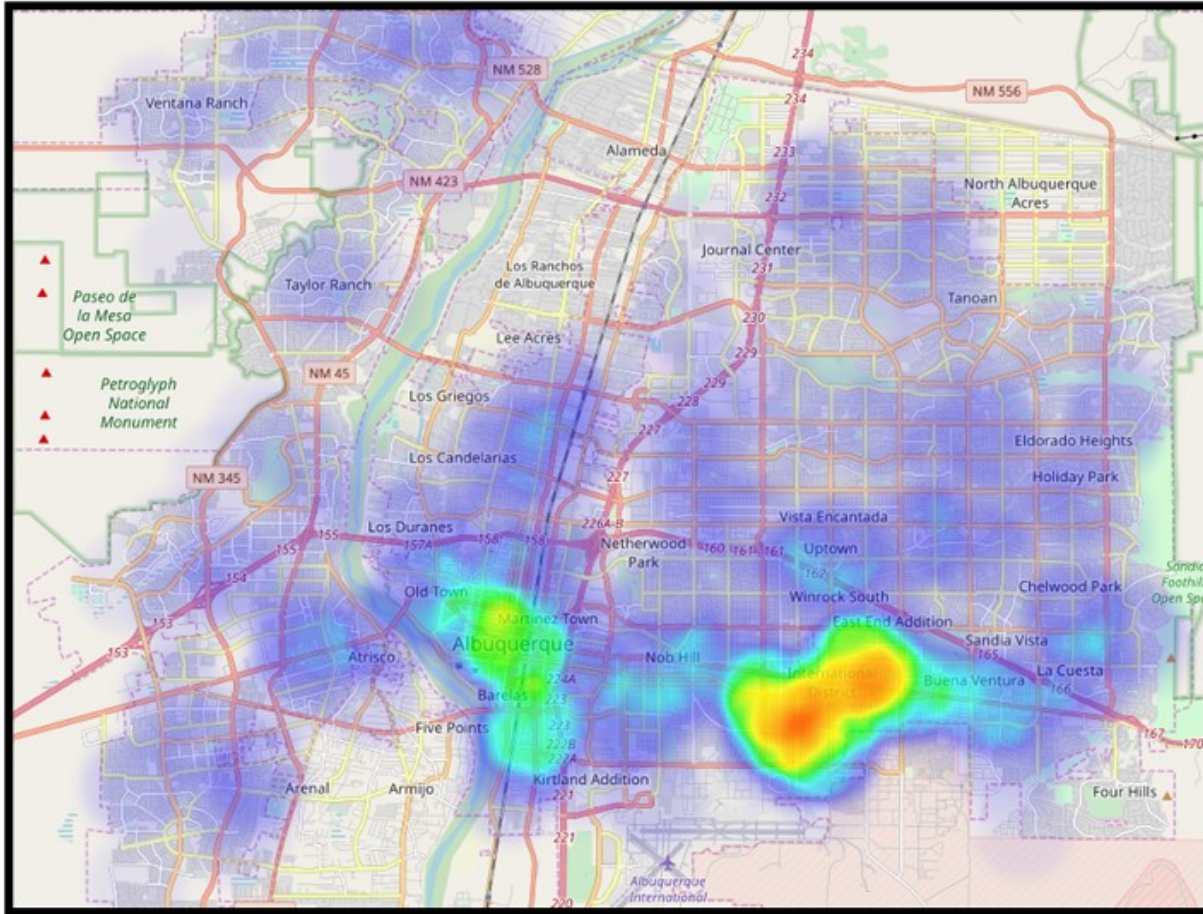 234
NM 528
NM 556
Ventana Ranch
234
Alameda
233
NM 423
North Albuquerque
Acres
232
Journal Center
231
Los Ranchos
de Albuquerque
Taylor Ranch
Paseo de
la Mesa
Open Space
Tanoan
230
Lee Acres
229
NM 45
229
Petroglyph
National
Monument
Los Griegos
228
227
Eldorado Heights
Los Candelarias
NM 345
227
Holiday Park
Vista Encantada
Los Duranes
226A-B
155
155
157A
158
158
Netherwood
Park
160
161
161
Uptown
162
154
Chelwood Park
Sandia
Foothill
Open Sp
Old Town
Winrock South
153
Martinez Town
East End Addition
Albuquerque
Sandia Vista
153
Atrisco
Nob Hill
165
International
District
La Cuesta
224A
Buena Ventura
166
Barelas
223
Five Points
223
167
170
222B
222A
Kirtland Addition
Arenal
Armijo
Four Hills
221
221
Albuquerque
International
220